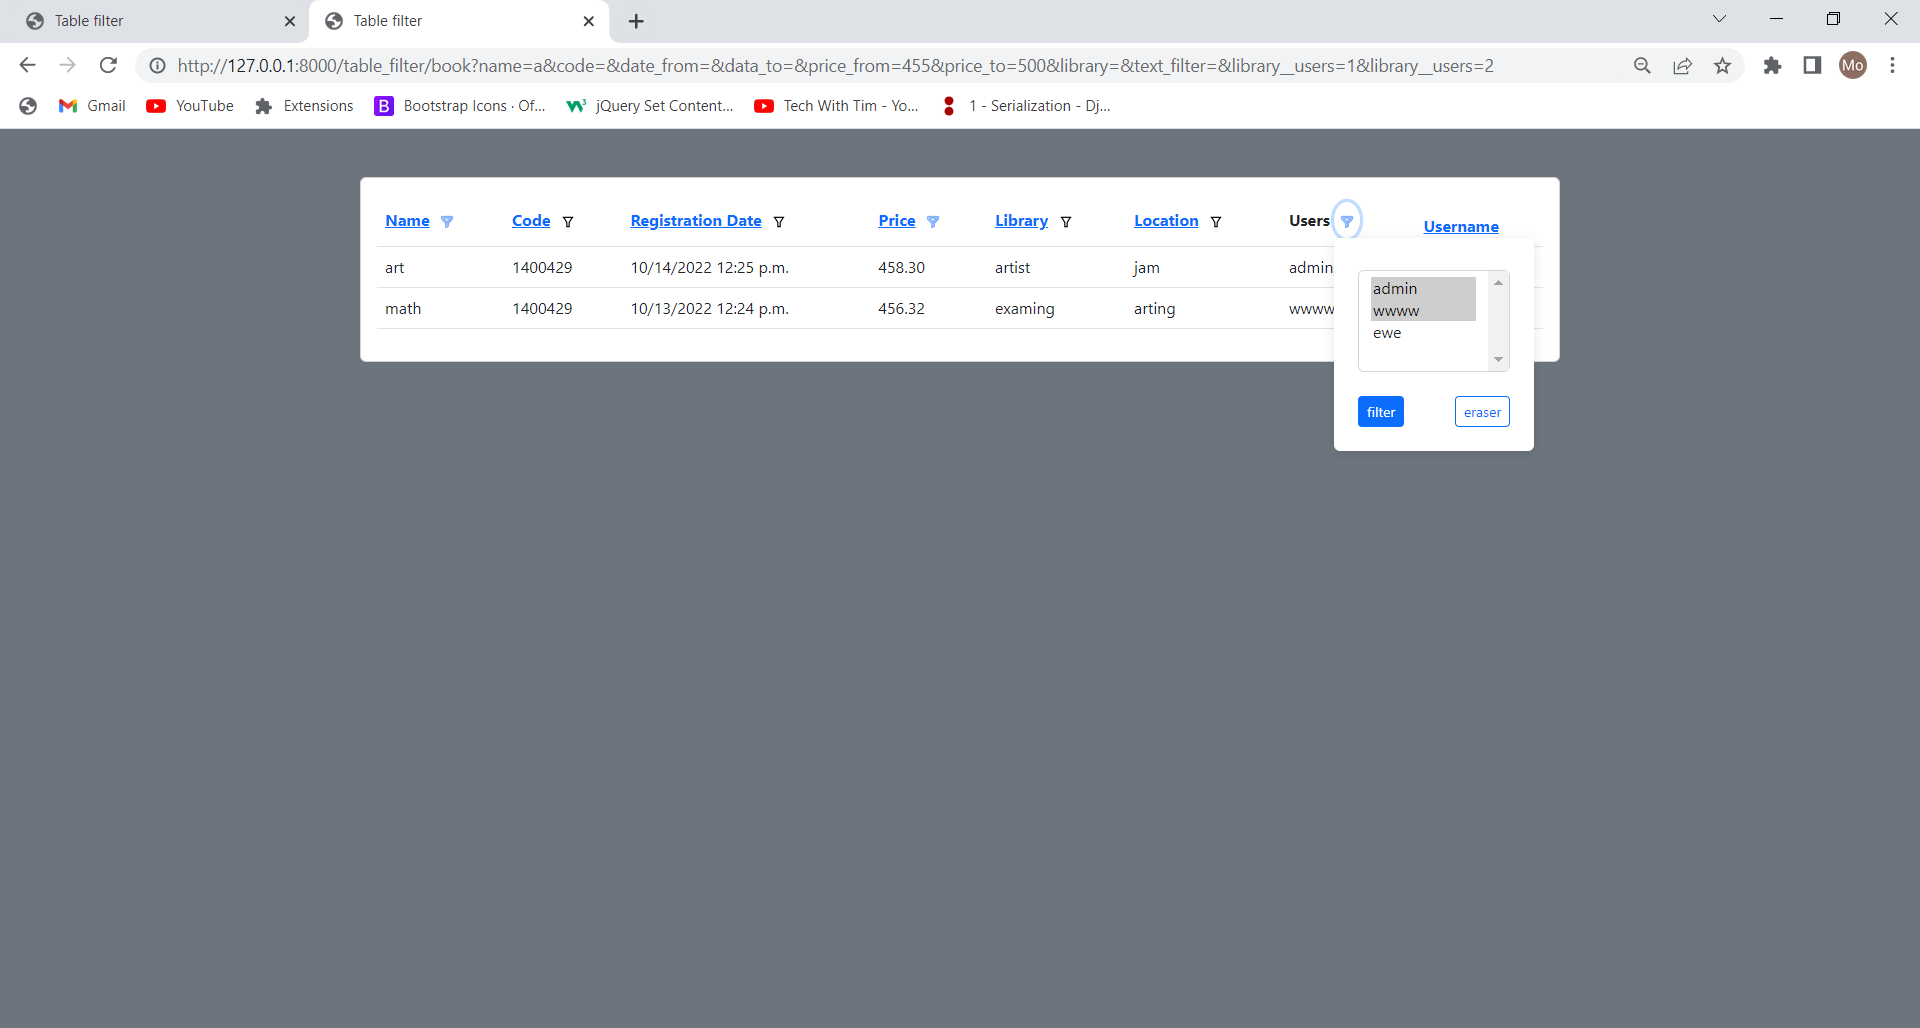 Table filter
Table filter
http://127.0.0.1:8000/table_filter/book?name=a&code=&date_from=&data_to=&price_from=455&price_to=500&library=&text_filter=&library__users=1&library__users=2
Mo
Gmail YouTube Extensions B Bootstrap Icons · Of... jQuery Set Content... Tech With Tim - Yo... 1 - Serialization - Dj...
Name Code Registration Date Price Library Location Users Username
art 1400429 10/14/2022 12:25 p.m. 458.30 artist jam admin
math 1400429 10/13/2022 12:24 p.m. 456.32 examing arting wwww
admin
wwww
ewe
filter eraser